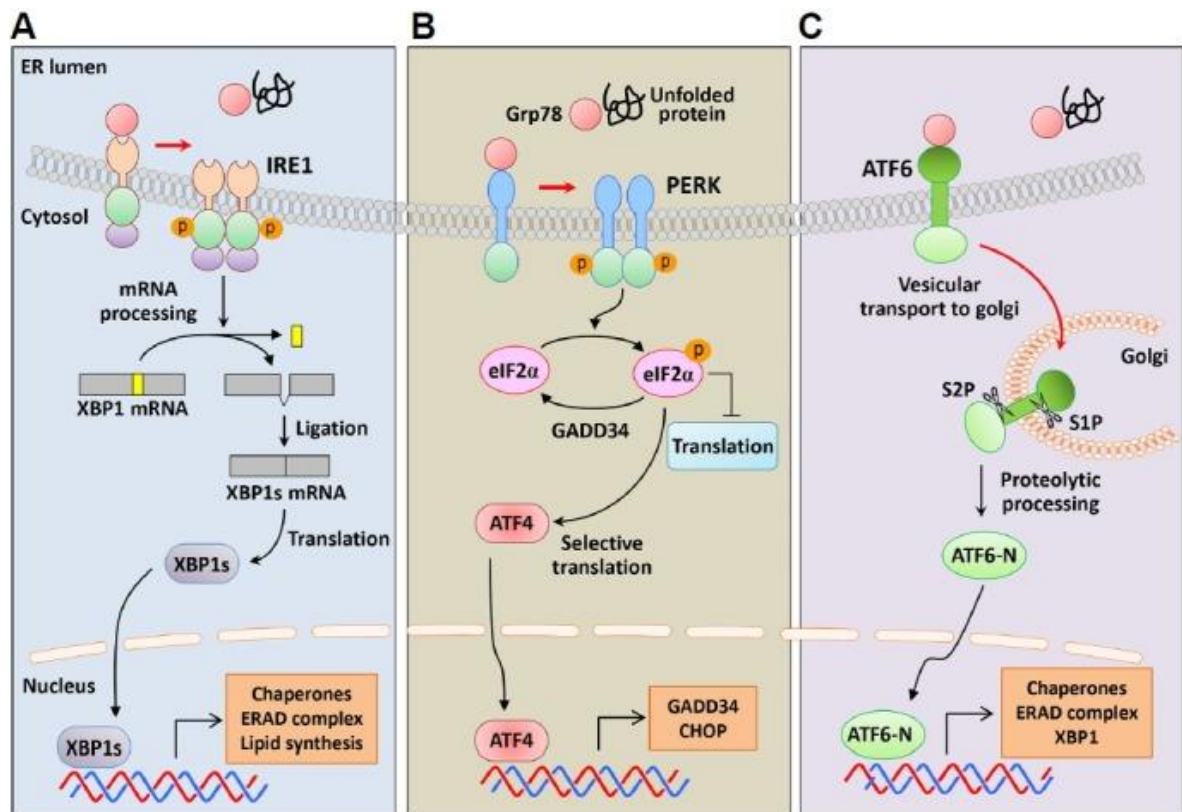 A
ER lumen
IRE1
Cytosol
p
p
mRNA
processing
XBP1 mRNA
Ligation
XBP1s mRNA
Translation
XBP1s
Nucleus
Chaperones
ERAD complex
Lipid synthesis
XBP1s
B
Grp78
Unfolded
protein
PERK
p
p
p
eIF2α
eIF2α
GADD34
Translation
ATF4
Selective
translation
GADD34
CHOP
ATF4
C
ATF6
Vesicular
transport to golgi
Golgi
S2P
S1P
Proteolytic
processing
ATF6-N
Chaperones
ERAD complex
XBP1
ATF6-N